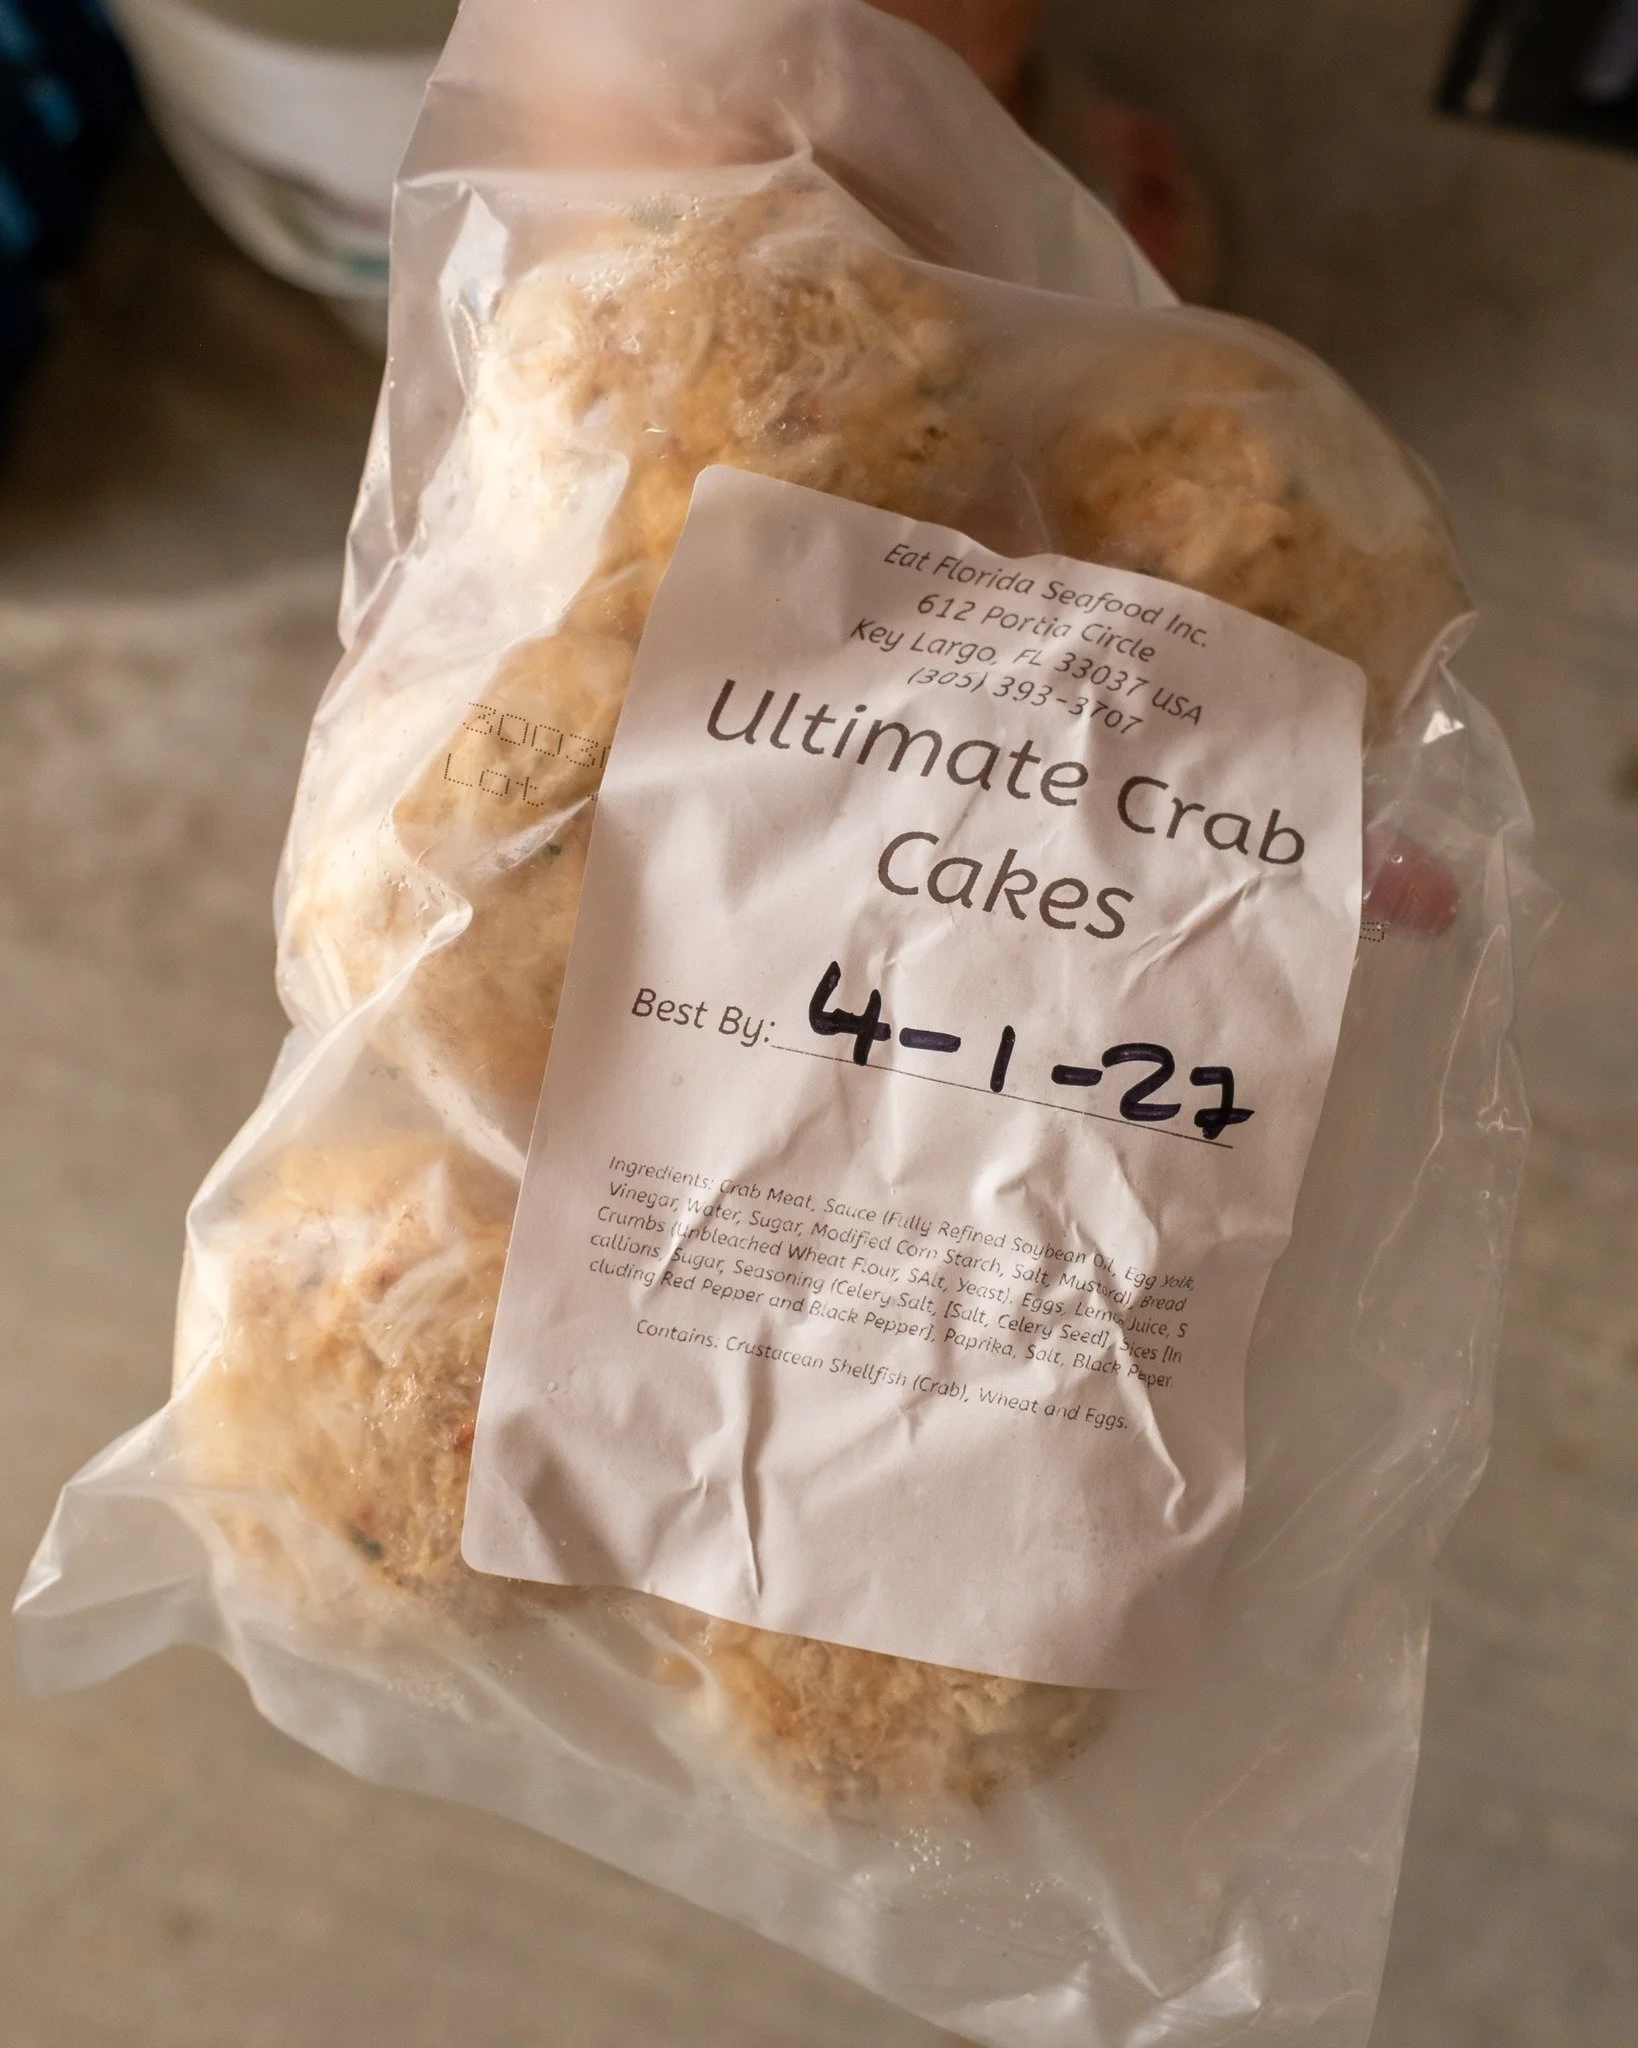 Eat Florida Seafood Inc.
612 Portia Circle
Key Largo, FL 33037 USA
(305) 393-3707
Ultimate Crab
Cakes
Best By: 4-1-27
Ingredients: Crab Meat, Sauce (Fully Refined Soybean Oil, Egg Yolk,
Vinegar, Water, Sugar, Modified Corn Starch, Salt, Mustard), Bread
Crumbs (Unbleached Wheat Flour, SAlt, Yeast). Eggs, Lemon Juice, S
callions, Sugar, Seasoning (Celery Salt, [Salt, Celery Seed], Sices [In
cluding Red Pepper and Black Pepper], Paprika, Salt, Black Peper.
Contains: Crustacean Shellfish (Crab), Wheat and Eggs.
3003
Lot